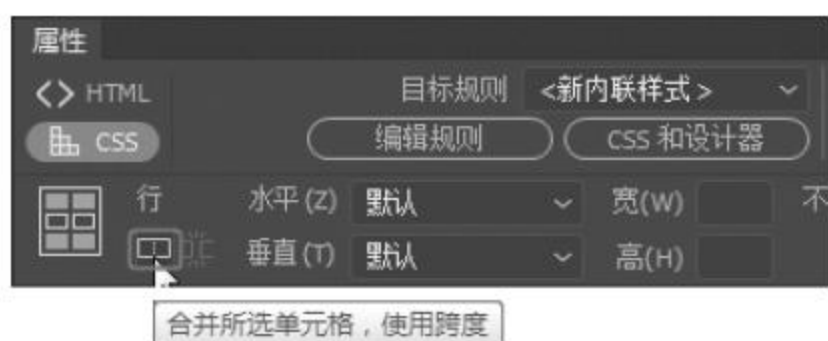 属性
HTML 目标规则 <新内联样式>
CSS 编辑规则 CSS 和设计器
行 水平(Z) 默认 宽(W) 不
垂直(T) 默认 高(H)
合并所选单元格，使用跨度